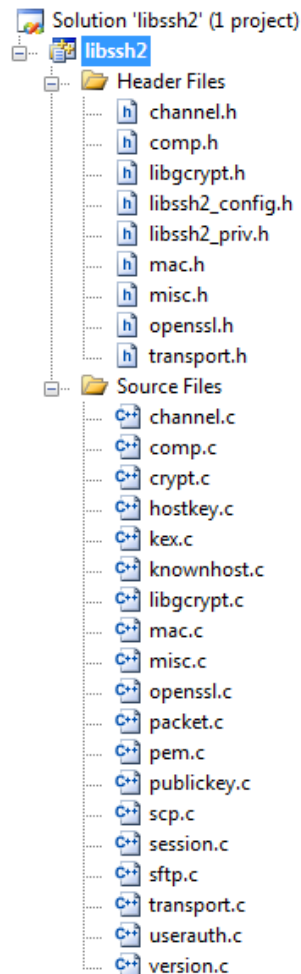 Solution 'libssh2' (1 project)
libssh2
Header Files
channel.h
comp.h
libgcrypt.h
libssh2_config.h
libssh2_priv.h
mac.h
misc.h
openssl.h
transport.h
Source Files
channel.c
comp.c
crypt.c
hostkey.c
kex.c
knownhost.c
libgcrypt.c
mac.c
misc.c
openssl.c
packet.c
pem.c
publickey.c
scp.c
session.c
sftp.c
transport.c
userauth.c
version.c